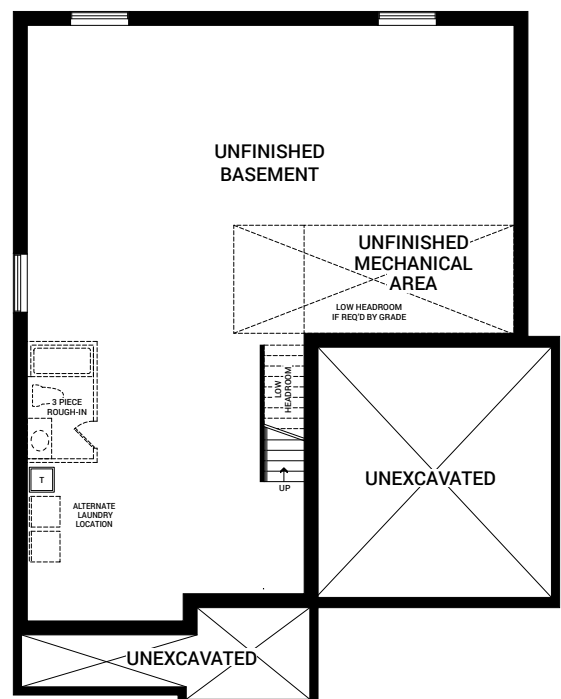 UNFINISHED
BASEMENT
UNFINISHED
MECHANICAL
AREA
LOW HEADROOM
IF REQ'D BY GRADE
LOW
HEADROOM
3 PIECE
ROUGH-IN
T
UP
UNEXCAVATED
ALTERNATE
LAUNDRY
LOCATION
UNEXCAVATED